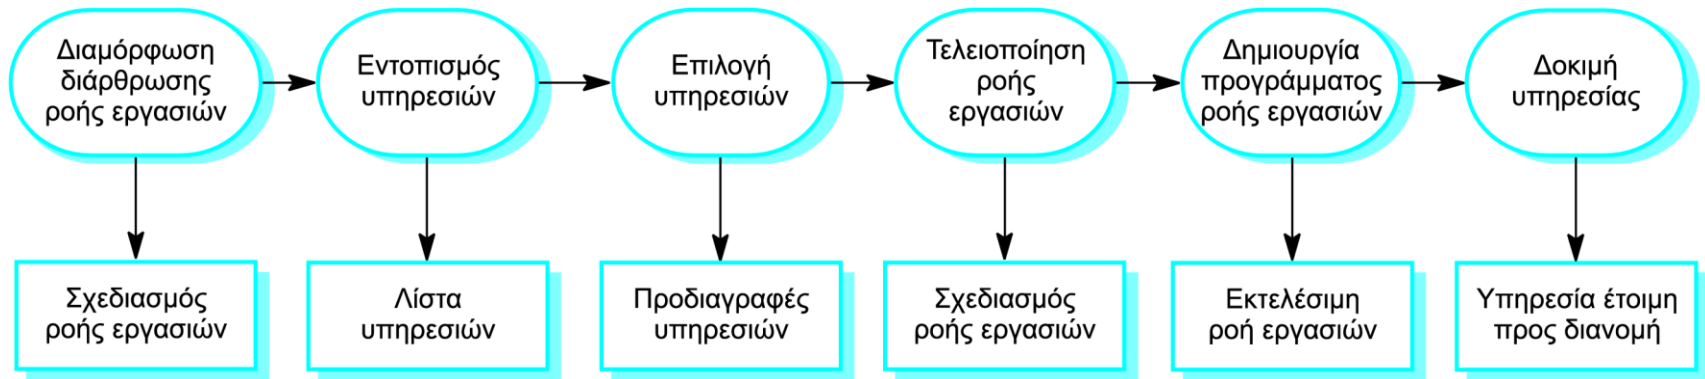 Διαμόρφωση
διάρθρωσης
ροής εργασιών
Εντοπισμός
υπηρεσιών
Επιλογή
υπηρεσιών
Τελειοποίηση
ροής
εργασιών
Δημιουργία
προγράμματος
ροής εργασιών
Δοκιμή
υπηρεσίας
Σχεδιασμός
ροής εργασιών
Λίστα
υπηρεσιών
Προδιαγραφές
υπηρεσιών
Σχεδιασμός
ροής εργασιών
Εκτελέσιμη
ροή εργασιών
Υπηρεσία έτοιμη
προς διανομή